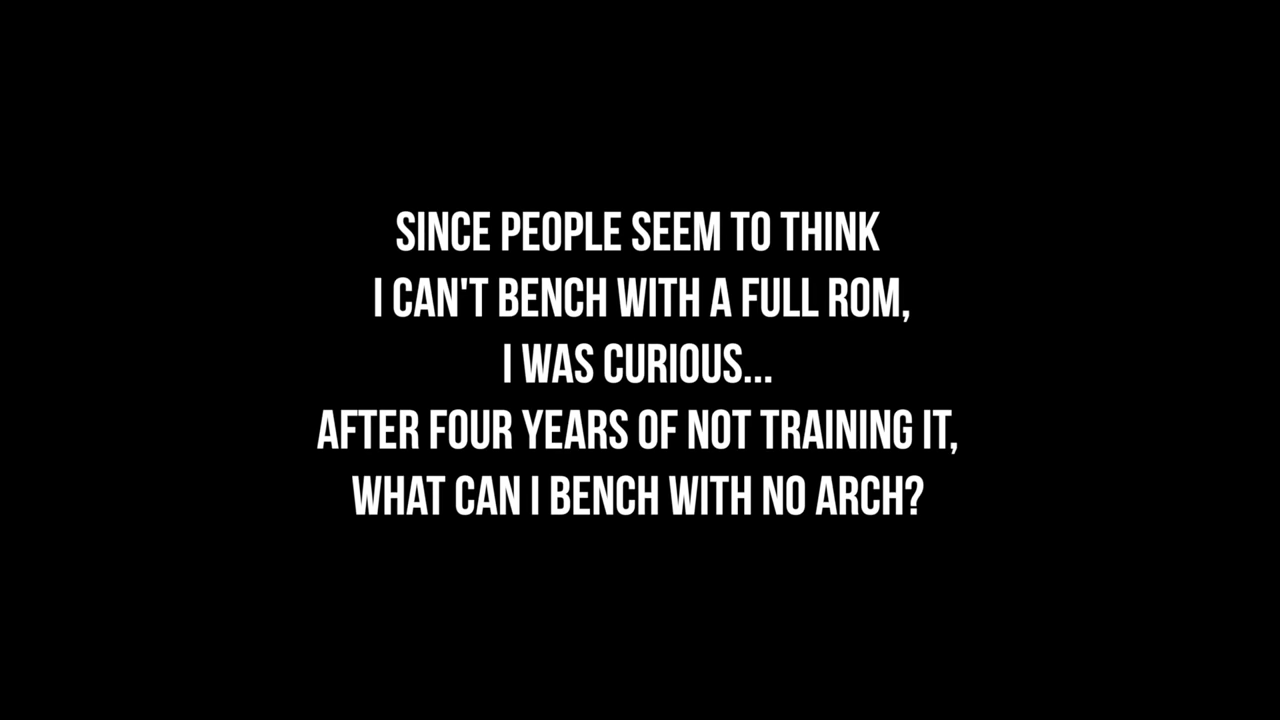 SINCE PEOPLE SEEM TO THINK
I CAN'T BENCH WITH A FULL ROM,
I WAS CURIOUS...
AFTER FOUR YEARS OF NOT TRAINING IT,
WHAT CAN I BENCH WITH NO ARCH?